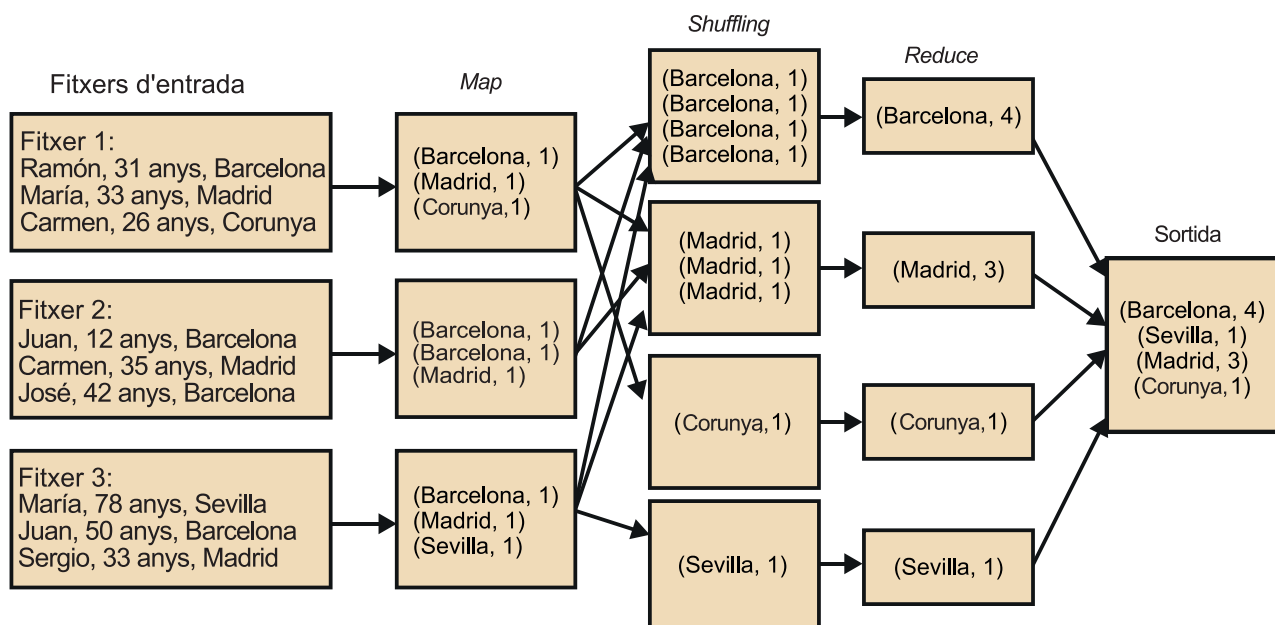 Fitxers d'entrada
Fitxer 1:
Ramón, 31 anys, Barcelona
María, 33 anys, Madrid
Carmen, 26 anys, Corunya
Fitxer 2:
Juan, 12 anys, Barcelona
Carmen, 35 anys, Madrid
José, 42 anys, Barcelona
Fitxer 3:
María, 78 anys, Sevilla
Juan, 50 anys, Barcelona
Sergio, 33 anys, Madrid
Map
(Barcelona, 1)
(Madrid, 1)
(Corunya,1)
(Barcelona, 1)
(Barcelona, 1)
(Madrid, 1)
(Barcelona, 1)
(Madrid, 1)
(Sevilla, 1)
Shuffling
(Barcelona, 1)
(Barcelona, 1)
(Barcelona, 1)
(Barcelona, 1)
(Madrid, 1)
(Madrid, 1)
(Madrid, 1)
(Corunya,1)
(Sevilla, 1)
Reduce
(Barcelona, 4)
(Madrid, 3)
(Corunya,1)
(Sevilla, 1)
Sortida
(Barcelona, 4)
(Sevilla, 1)
(Madrid, 3)
(Corunya,1)